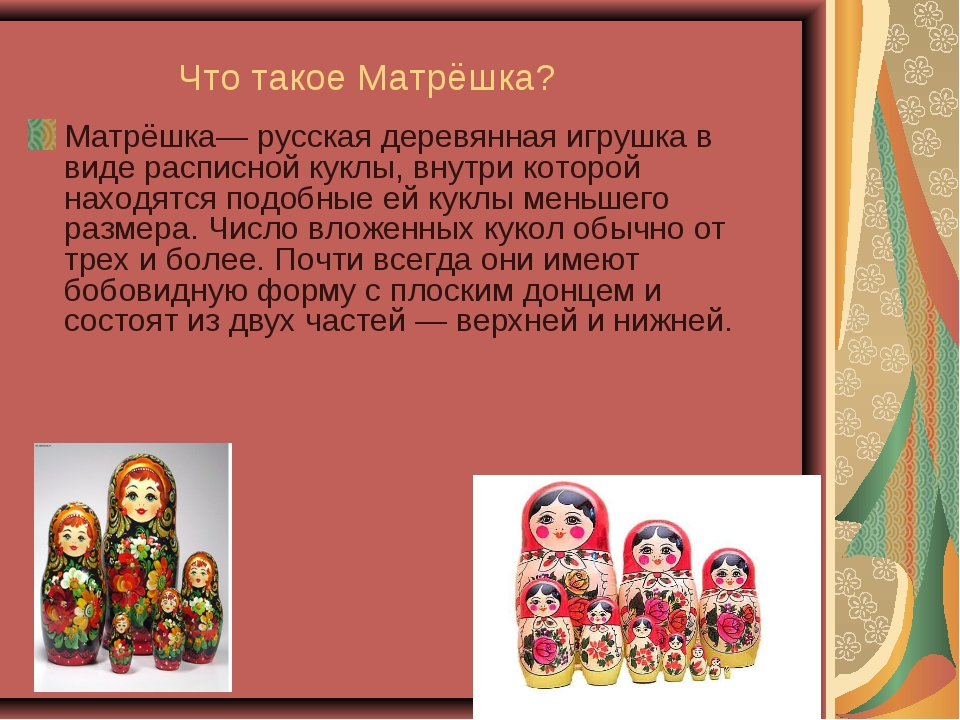 Что такое Матрёшка?
Матрёшка— русская деревянная игрушка в
виде расписной куклы, внутри которой
находятся подобные ей куклы меньшего
размера. Число вложенных кукол обычно от
трех и более. Почти всегда они имеют
бобовидную форму с плоским донцем и
состоят из двух частей — верхней и нижней.